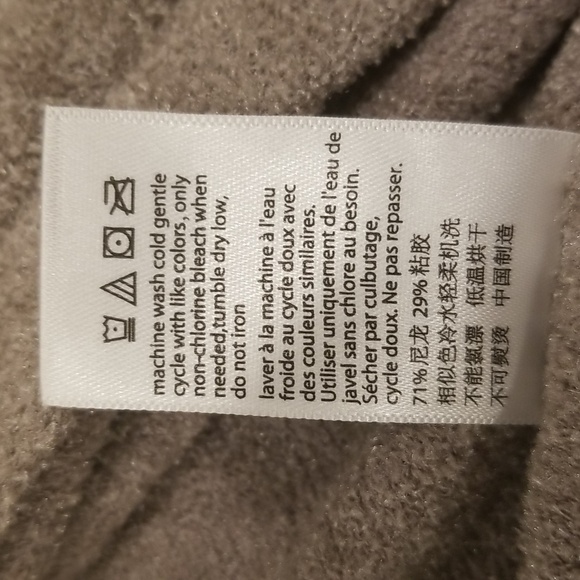 machine wash cold gentle
cycle with like colors, only
non-chlorine bleach when
needed,tumble dry low,
do not iron
laver à la machine à l'eau
froide au cycle doux avec
des couleurs similaires.
Utiliser uniquement de l'eau de
javel sans chlore au besoin.
Sécher par culbutage,
cycle doux. Ne pas repasser.
71%尼龙 29%粘胶
相似色冷水轻柔机洗
不能氯漂 低温烘干
不可熨烫 中国制造